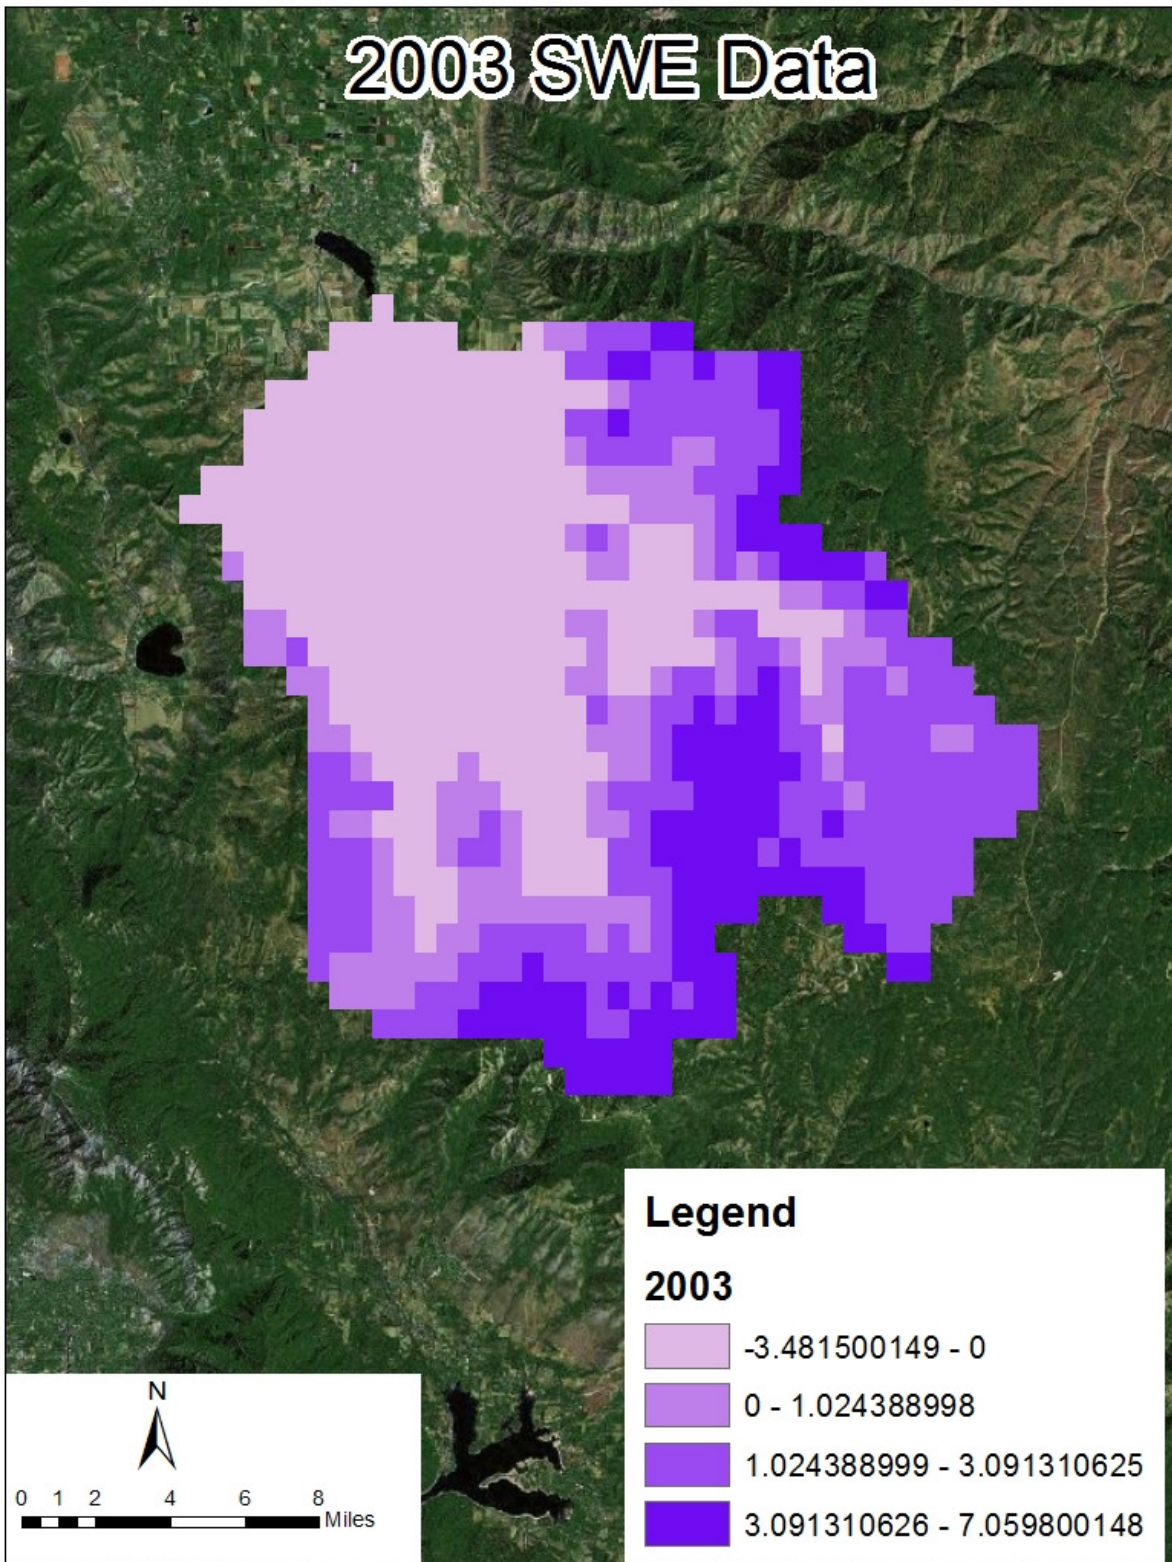 2003 SWE Data
Legend
2003
-3.481500149 - 0
0 - 1.024388998
1.024388999 - 3.091310625
3.091310626 - 7.059800148
N
0 1 2 4 6 8
Miles